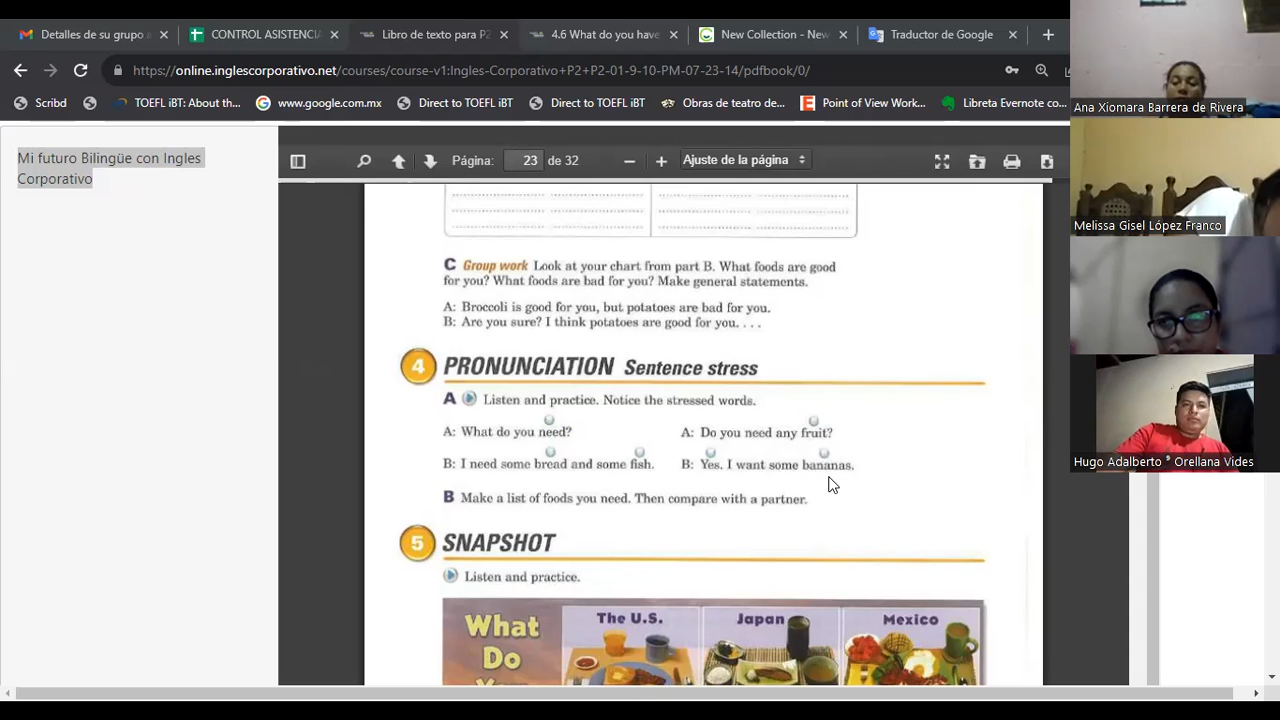 Detalles de su grupo a
CONTROL ASISTENCIA
Libro de texto para P2
4.6 What do you have
New Collection - New
Traductor de Google
https://online.inglescorporativo.net/courses/course-v1:Ingles-Corporativo+P2+P2-01-9-10-PM-07-23-14/pdfbook/0/
Scribd
TOEFL iBT: About th...
www.google.com.mx
Direct to TOEFL iBT
Direct to TOEFL iBT
Obras de teatro de...
Point of View Work...
Libreta Evernote co...
Mi futuro Bilingüe con Ingles
Corporativo
Página: 23 de 32
Ajuste de la página
C Group work Look at your chart from part B. What foods are good
for you? What foods are bad for you? Make general statements.
A: Broccoli is good for you, but potatoes are bad for you.
B: Are you sure? I think potatoes are good for you. . . .
4 PRONUNCIATION Sentence stress
A Listen and practice. Notice the stressed words.
A: What do you need?
B: I need some bread and some fish.
A: Do you need any fruit?
B: Yes. I want some bananas.
B Make a list of foods you need. Then compare with a partner.
5 SNAPSHOT
Listen and practice.
What
Do
The U.S.
Japan
Mexico
Ana Xiomara Barrera de Rivera
Melissa Gisel López Franco
Hugo Adalberto Orellana Vides